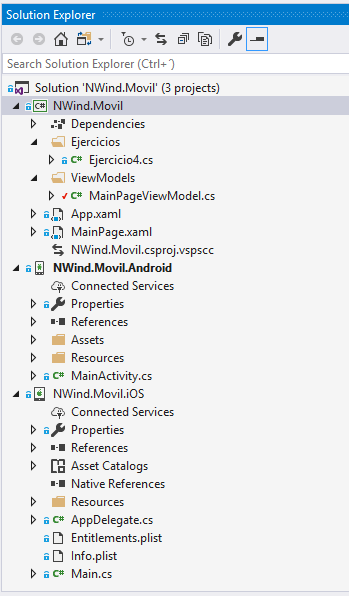 Solution Explorer
Search Solution Explorer (Ctrl+´)
Solution 'NWind.Movil' (3 projects)
C# NWind.Movil
Dependencies
Ejercicios
C# Ejercicio4.cs
ViewModels
C# MainPageViewModel.cs
App.xaml
MainPage.xaml
NWind.Movil.csproj.vspscc
NWind.Movil.Android
Connected Services
Properties
References
Assets
Resources
C# MainActivity.cs
NWind.Movil.iOS
Connected Services
Properties
References
Asset Catalogs
Native References
Resources
C# AppDelegate.cs
Entitlements.plist
Info.plist
C# Main.cs